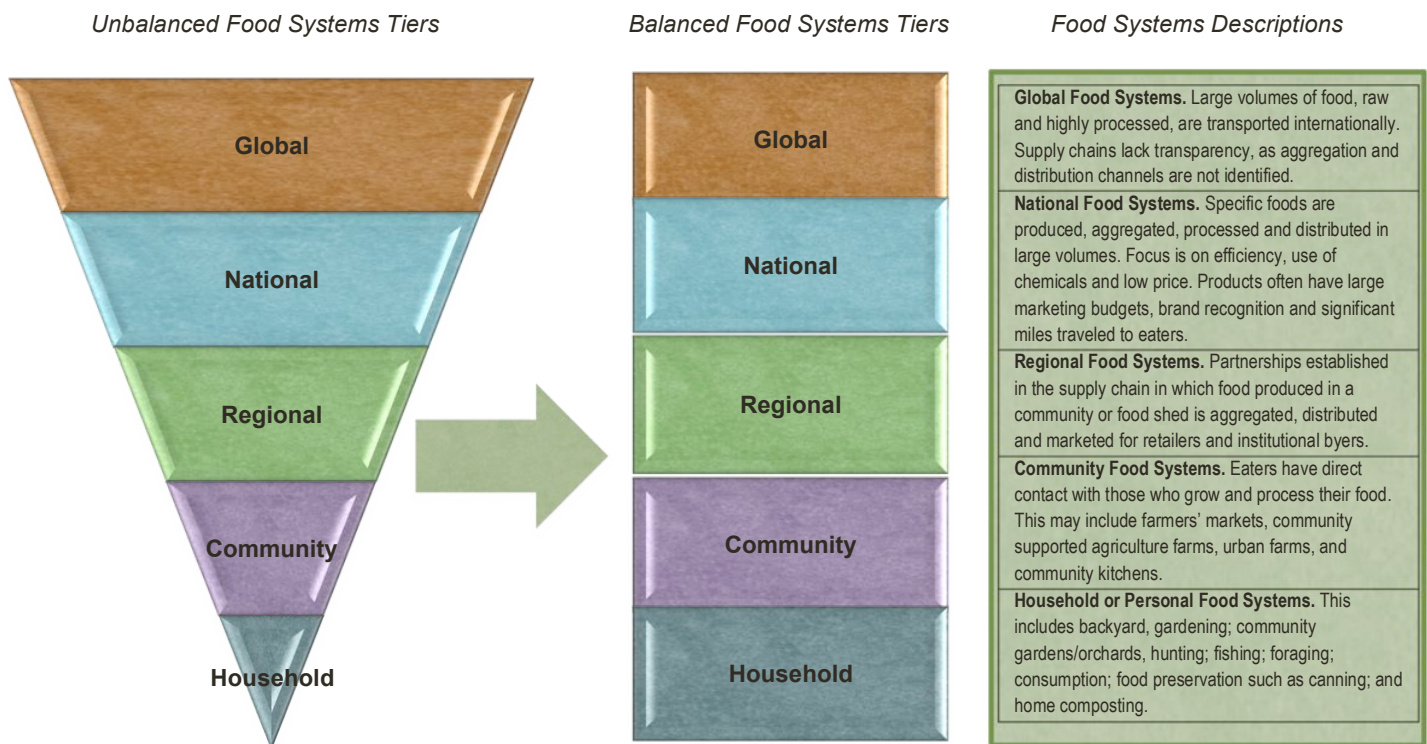 Unbalanced Food Systems Tiers
Global
National
Regional
Community
Household
Balanced Food Systems Tiers
Global
National
Regional
Community
Household
Food Systems Descriptions
Global Food Systems. Large volumes of food, raw
and highly processed, are transported internationally.
Supply chains lack transparency, as aggregation and
distribution channels are not identified.
National Food Systems. Specific foods are
produced, aggregated, processed and distributed in
large volumes. Focus is on efficiency, use of
chemicals and low price. Products often have large
marketing budgets, brand recognition and significant
miles traveled to eaters.
Regional Food Systems. Partnerships established
in the supply chain in which food produced in a
community or food shed is aggregated, distributed
and marketed for retailers and institutional byers.
Community Food Systems. Eaters have direct
contact with those who grow and process their food.
This may include farmers’ markets, community
supported agriculture farms, urban farms, and
community kitchens.
Household or Personal Food Systems. This
includes backyard, gardening; community
gardens/orchards, hunting; fishing; foraging;
consumption; food preservation such as canning; and
home composting.